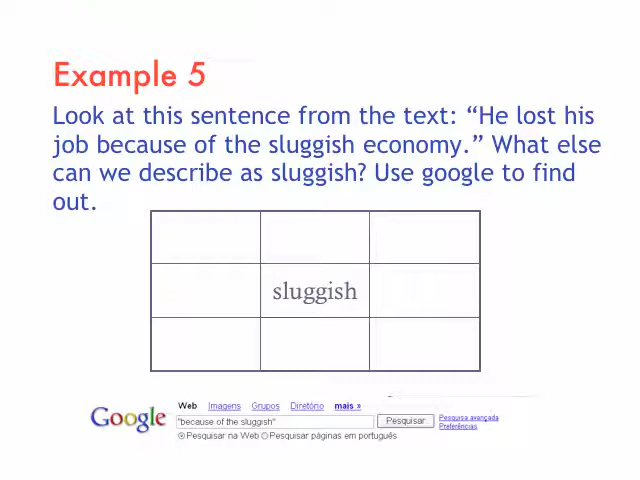 Example 5
Look at this sentence from the text: “He lost his
job because of the sluggish economy.” What else
can we describe as sluggish? Use google to find
out.
sluggish
Web Imagens Grupos Diretório mais »
Google
"because of the sluggish" Pesquisar Pesquisa avançada
Preferências
Pesquisar na Web Pesquisar páginas em português